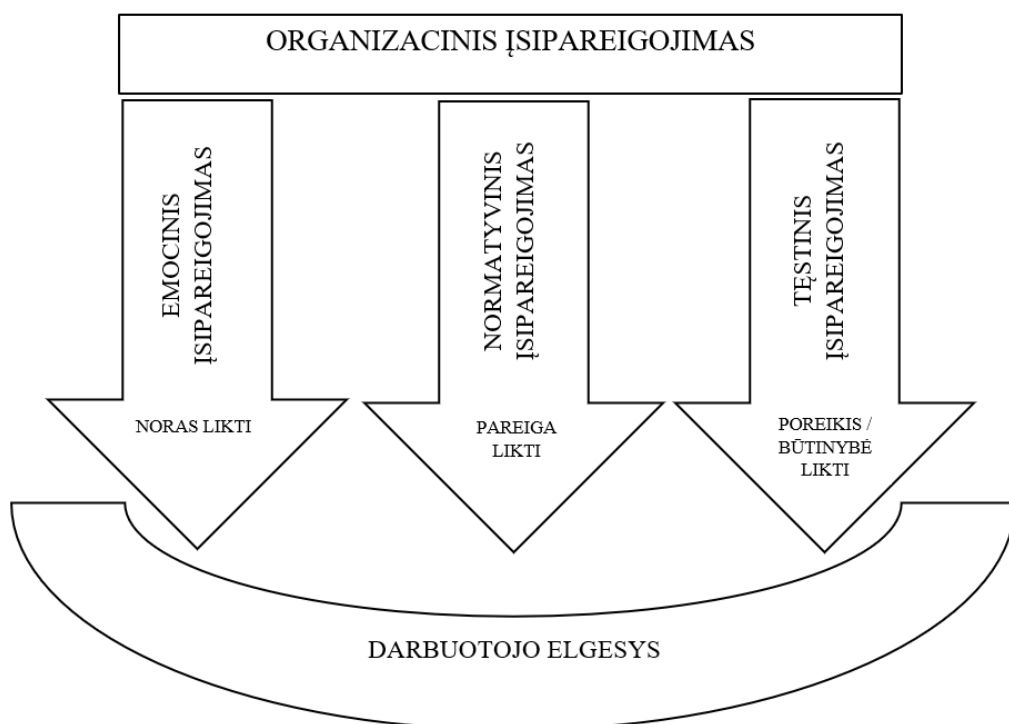 ORGANIZACINIS ĮSIPAREIGOJIMAS
EMOCINIS
ĮSIPAREIGOJIMAS
NORAS LIKTI
NORMATYVINIS
ĮSIPAREIGOJIMAS
PAREIGA
LIKTI
TĘSTINIS
ĮSIPAREIGOJIMAS
POREIKIS /
BŪTINYBĖ
LIKTI
DARBUOTOJO ELGESYS